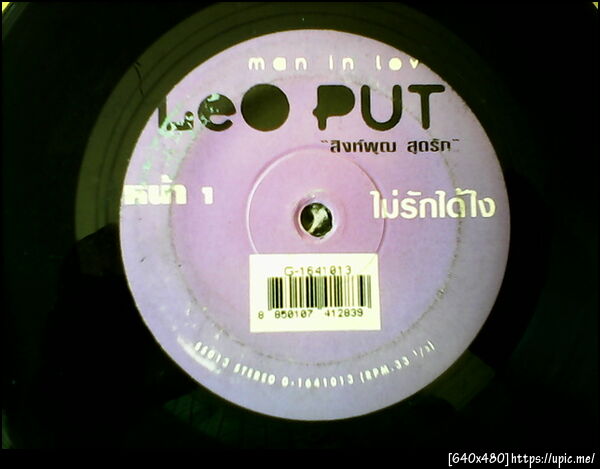 man in lov
Leo PUT
"สิงห์พุฒ สุดรัก"
หน้า 1
ไม่รักได้ไง
G-1641013
8 850107 412839
STEREO G-1641013 (RPM.33 1/3)
[640x480]https://upic.me/